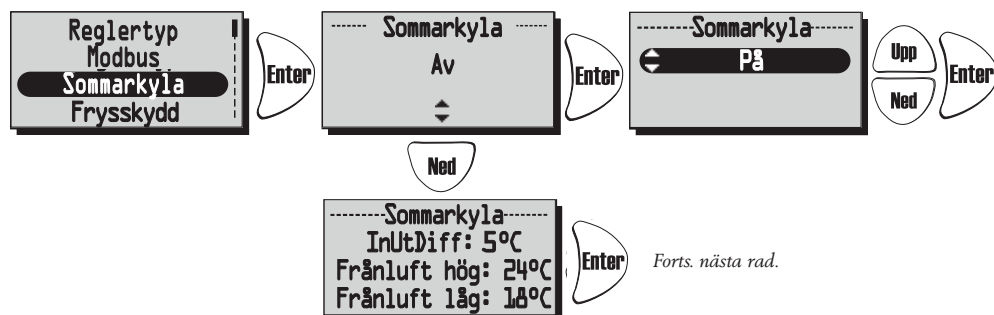 Reglertyp
Modbus
Sommarkyla
Frysskydd
Enter
Sommarkyla
Av
Enter
Sommarkyla
På
Upp
Ned
Enter
Ned
Sommarkyla
InUtDiff: 5°C
Frånluft hög: 24°C
Frånluft låg: 18°C
Enter
Forts. nästa rad.